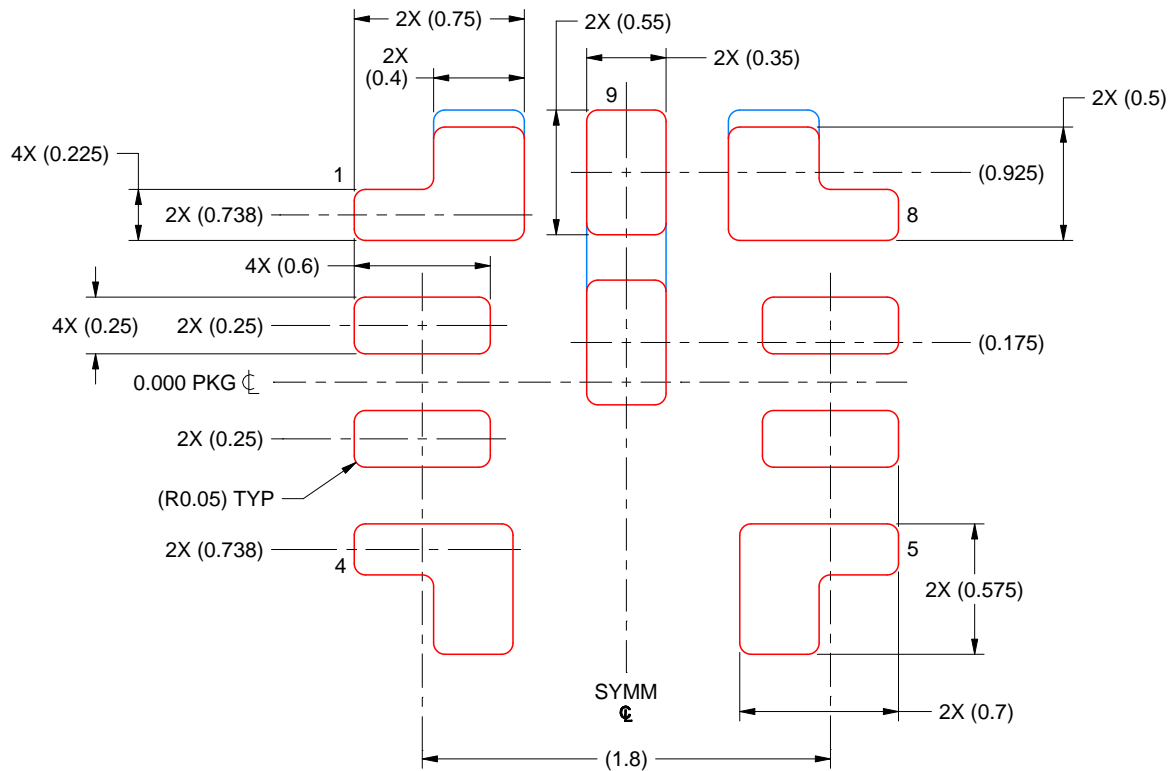 2X (0.75)
2X (0.55)
2X
(0.4)
2X (0.35)
9
2X (0.5)
4X (0.225)
1
(0.925)
2X (0.738)
8
4X (0.6)
4X (0.25)
2X (0.25)
(0.175)
0.000 PKG ℄
2X (0.25)
(R0.05) TYP
2X (0.738)
4
5
2X (0.575)
SYMM
℄
2X (0.7)
(1.8)